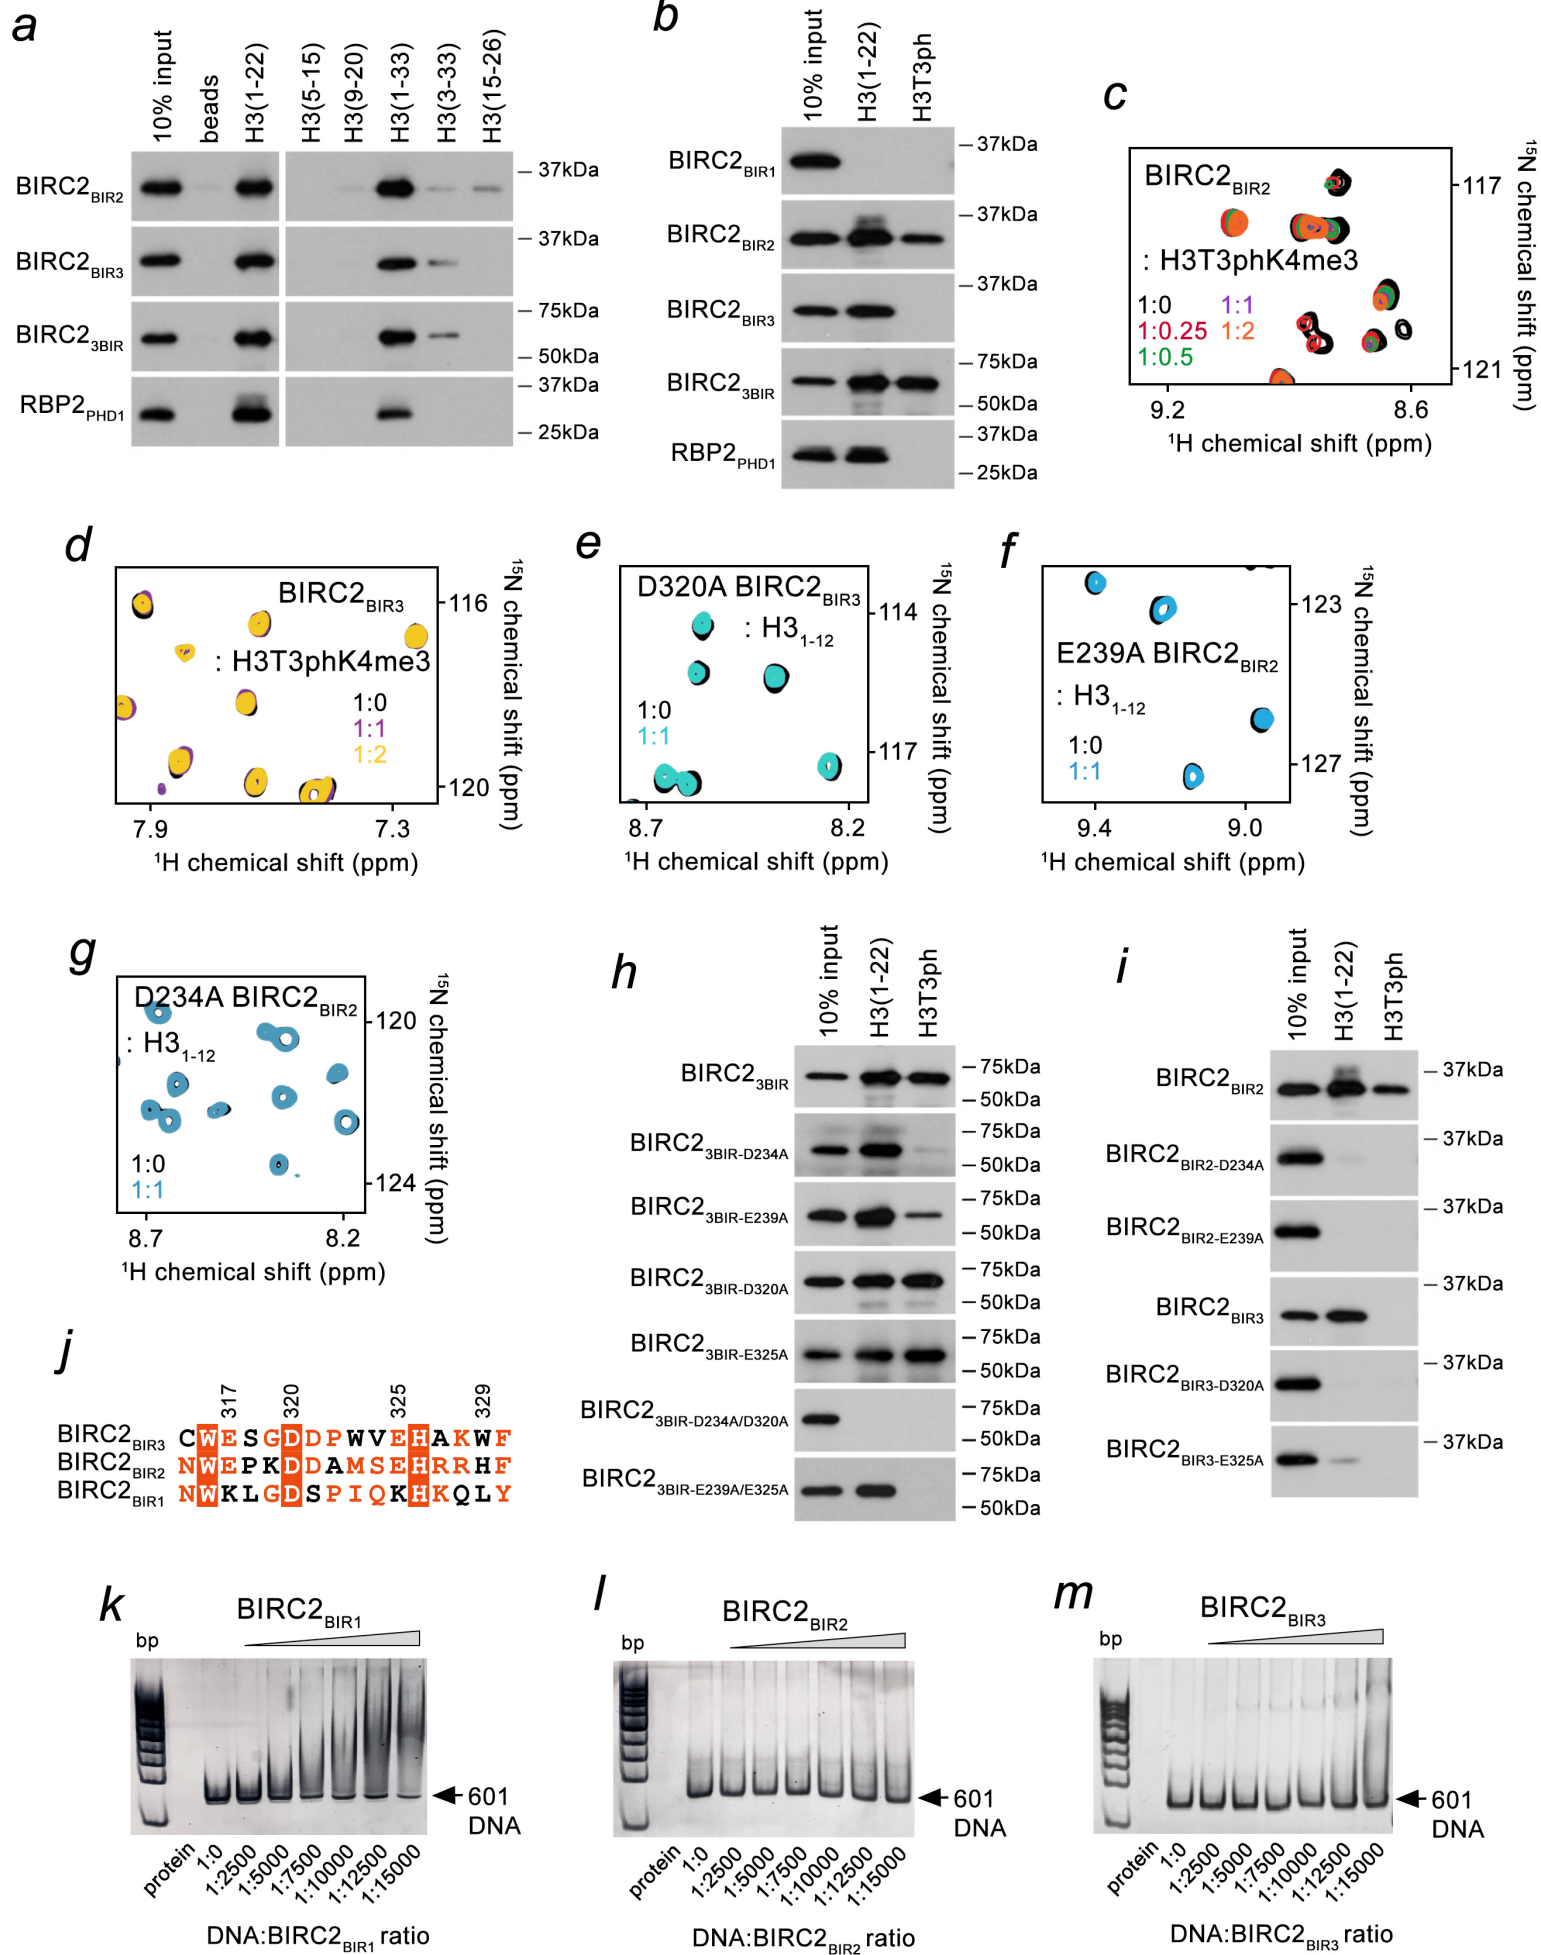 a
10% input
beads
H3(1-22)
H3(5-15)
H3(9-20)
H3(1-33)
H3(3-33)
H3(15-26)
BIRC2BIR2
37kDa
BIRC2BIR3
37kDa
BIRC23BIR
75kDa
50kDa
RBP2PHD1
37kDa
25kDa
b
10% input
H3(1-22)
H3T3ph
BIRC2BIR1
37kDa
BIRC2BIR2
37kDa
BIRC2BIR3
37kDa
BIRC23BIR
75kDa
50kDa
RBP2PHD1
37kDa
25kDa
c
BIRC2BIR2
: H3T3phK4me3
1:0 1:1
1:0.25 1:2
1:0.5
117
121
15N chemical shift (ppm)
9.2 8.6
1H chemical shift (ppm)
d
BIRC2BIR3
: H3T3phK4me3
1:0
1:1
1:2
116
120
15N chemical shift (ppm)
7.9 7.3
1H chemical shift (ppm)
e
D320A BIRC2BIR3
: H31-12
1:0
1:1
114
117
15N chemical shift (ppm)
8.7 8.2
1H chemical shift (ppm)
f
E239A BIRC2BIR2
: H31-12
1:0
1:1
123
127
15N chemical shift (ppm)
9.4 9.0
1H chemical shift (ppm)
g
D234A BIRC2BIR2
: H31-12
1:0
1:1
120
124
15N chemical shift (ppm)
8.7 8.2
1H chemical shift (ppm)
h
10% input
H3(1-22)
H3T3ph
BIRC23BIR
75kDa
50kDa
BIRC23BIR-D234A
75kDa
50kDa
BIRC23BIR-E239A
75kDa
50kDa
BIRC23BIR-D320A
75kDa
50kDa
BIRC23BIR-E325A
75kDa
50kDa
BIRC23BIR-D234A/D320A
75kDa
50kDa
BIRC23BIR-E239A/E325A
75kDa
50kDa
i
10% input
H3(1-22)
H3T3ph
BIRC2BIR2
37kDa
BIRC2BIR2-D234A
37kDa
BIRC2BIR2-E239A
37kDa
BIRC2BIR3
37kDa
BIRC2BIR3-D320A
37kDa
BIRC2BIR3-E325A
37kDa
j
317 320 325 329
BIRC2BIR3 CWESGDDPWVEHAKWF
BIRC2BIR2 NWEPKDDAMSEHRRHF
BIRC2BIR1 NWKLGDSPIQKHKQLY
k
BIRC2BIR1
bp
601
DNA
protein
1:0
1:2500
1:5000
1:7500
1:10000
1:12500
1:15000
DNA:BIRC2BIR1 ratio
l
BIRC2BIR2
bp
601
DNA
protein
1:0
1:2500
1:5000
1:7500
1:10000
1:12500
1:15000
DNA:BIRC2BIR2 ratio
m
BIRC2BIR3
bp
601
DNA
protein
1:0
1:2500
1:5000
1:7500
1:10000
1:12500
1:15000
DNA:BIRC2BIR3 ratio